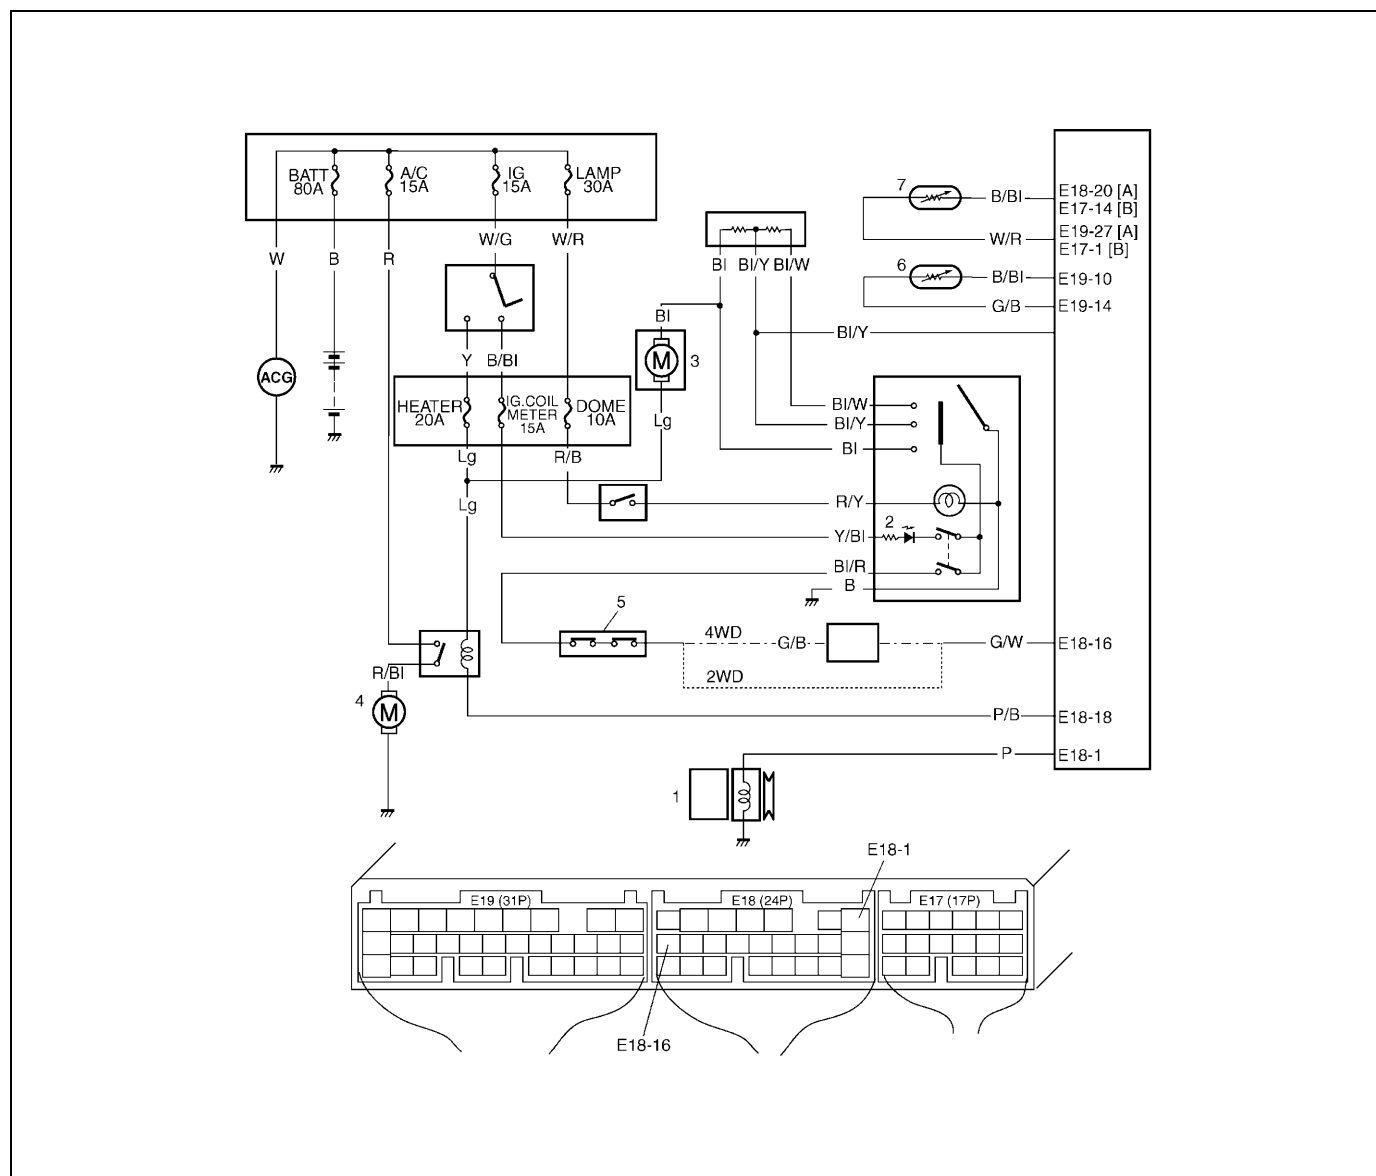 BATT
80A
A/C
15A
IG
15A
LAMP
30A
W
B
R
W/G
W/R
Bl
Bl/Y
Bl/W
7
B/Bl
E18-20 [A]
E17-14 [B]
W/R
E19-27 [A]
E17-1 [B]
6
B/Bl
E19-10
G/B
E19-14
Bl/Y
Bl
M
3
Y
B/Bl
ACG
HEATER
20A
IG.COIL
METER
15A
DOME
10A
Lg
Bl/W
Bl/Y
Bl
Lg
R/B
Lg
R/Y
2
Y/Bl
Bl/R
B
5
4WD
G/B
G/W
E18-16
2WD
R/Bl
4
M
P/B
E18-18
P
E18-1
1
E18-1
E19 (31P)
E18 (24P)
E17 (17P)
E18-16